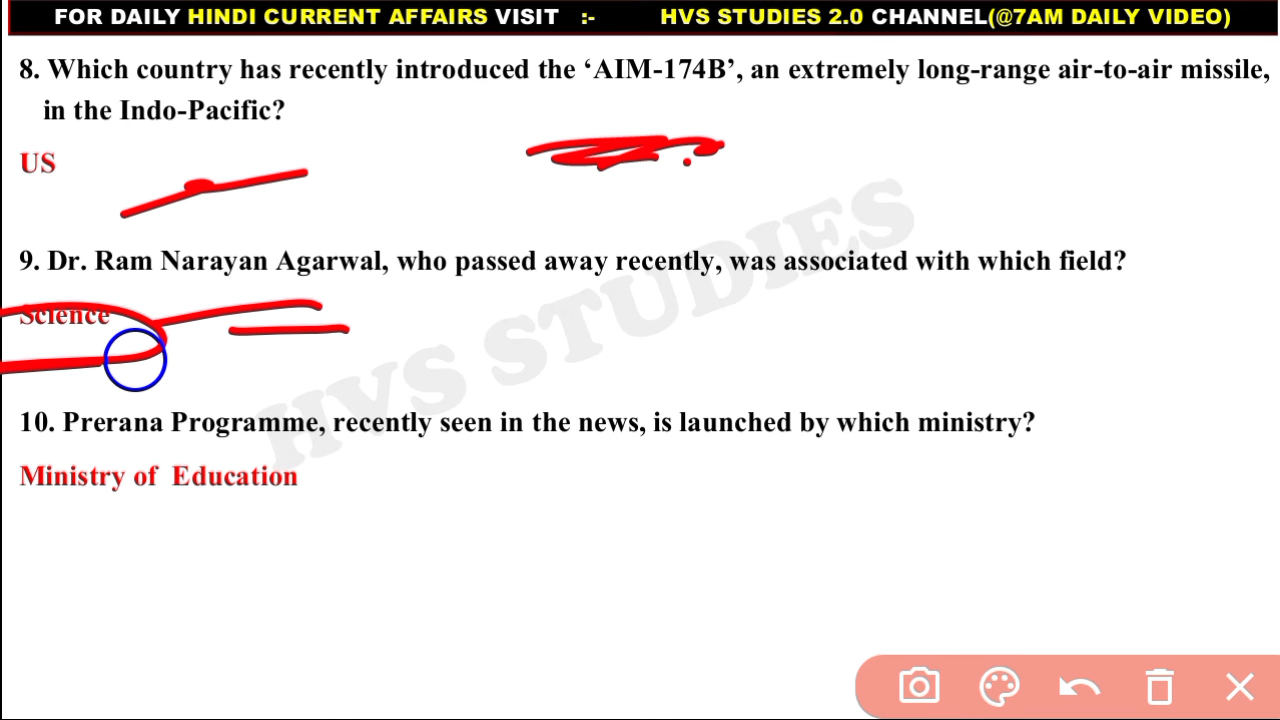 FOR DAILY HINDI CURRENT AFFAIRS VISIT :- HVS STUDIES 2.0 CHANNEL(@7AM DAILY VIDEO)
8. Which country has recently introduced the ‘AIM-174B’, an extremely long-range air-to-air missile,
in the Indo-Pacific?
US
9. Dr. Ram Narayan Agarwal, who passed away recently, was associated with which field?
Science
HVS STUDIES
10. Prerana Programme, recently seen in the news, is launched by which ministry?
Ministry of Education